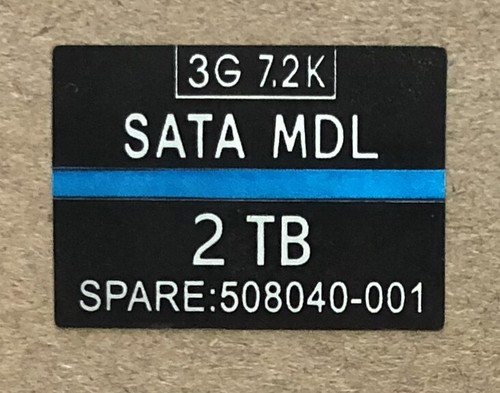 3G 7.2K
SATA MDL
2 TB
SPARE:508040-001